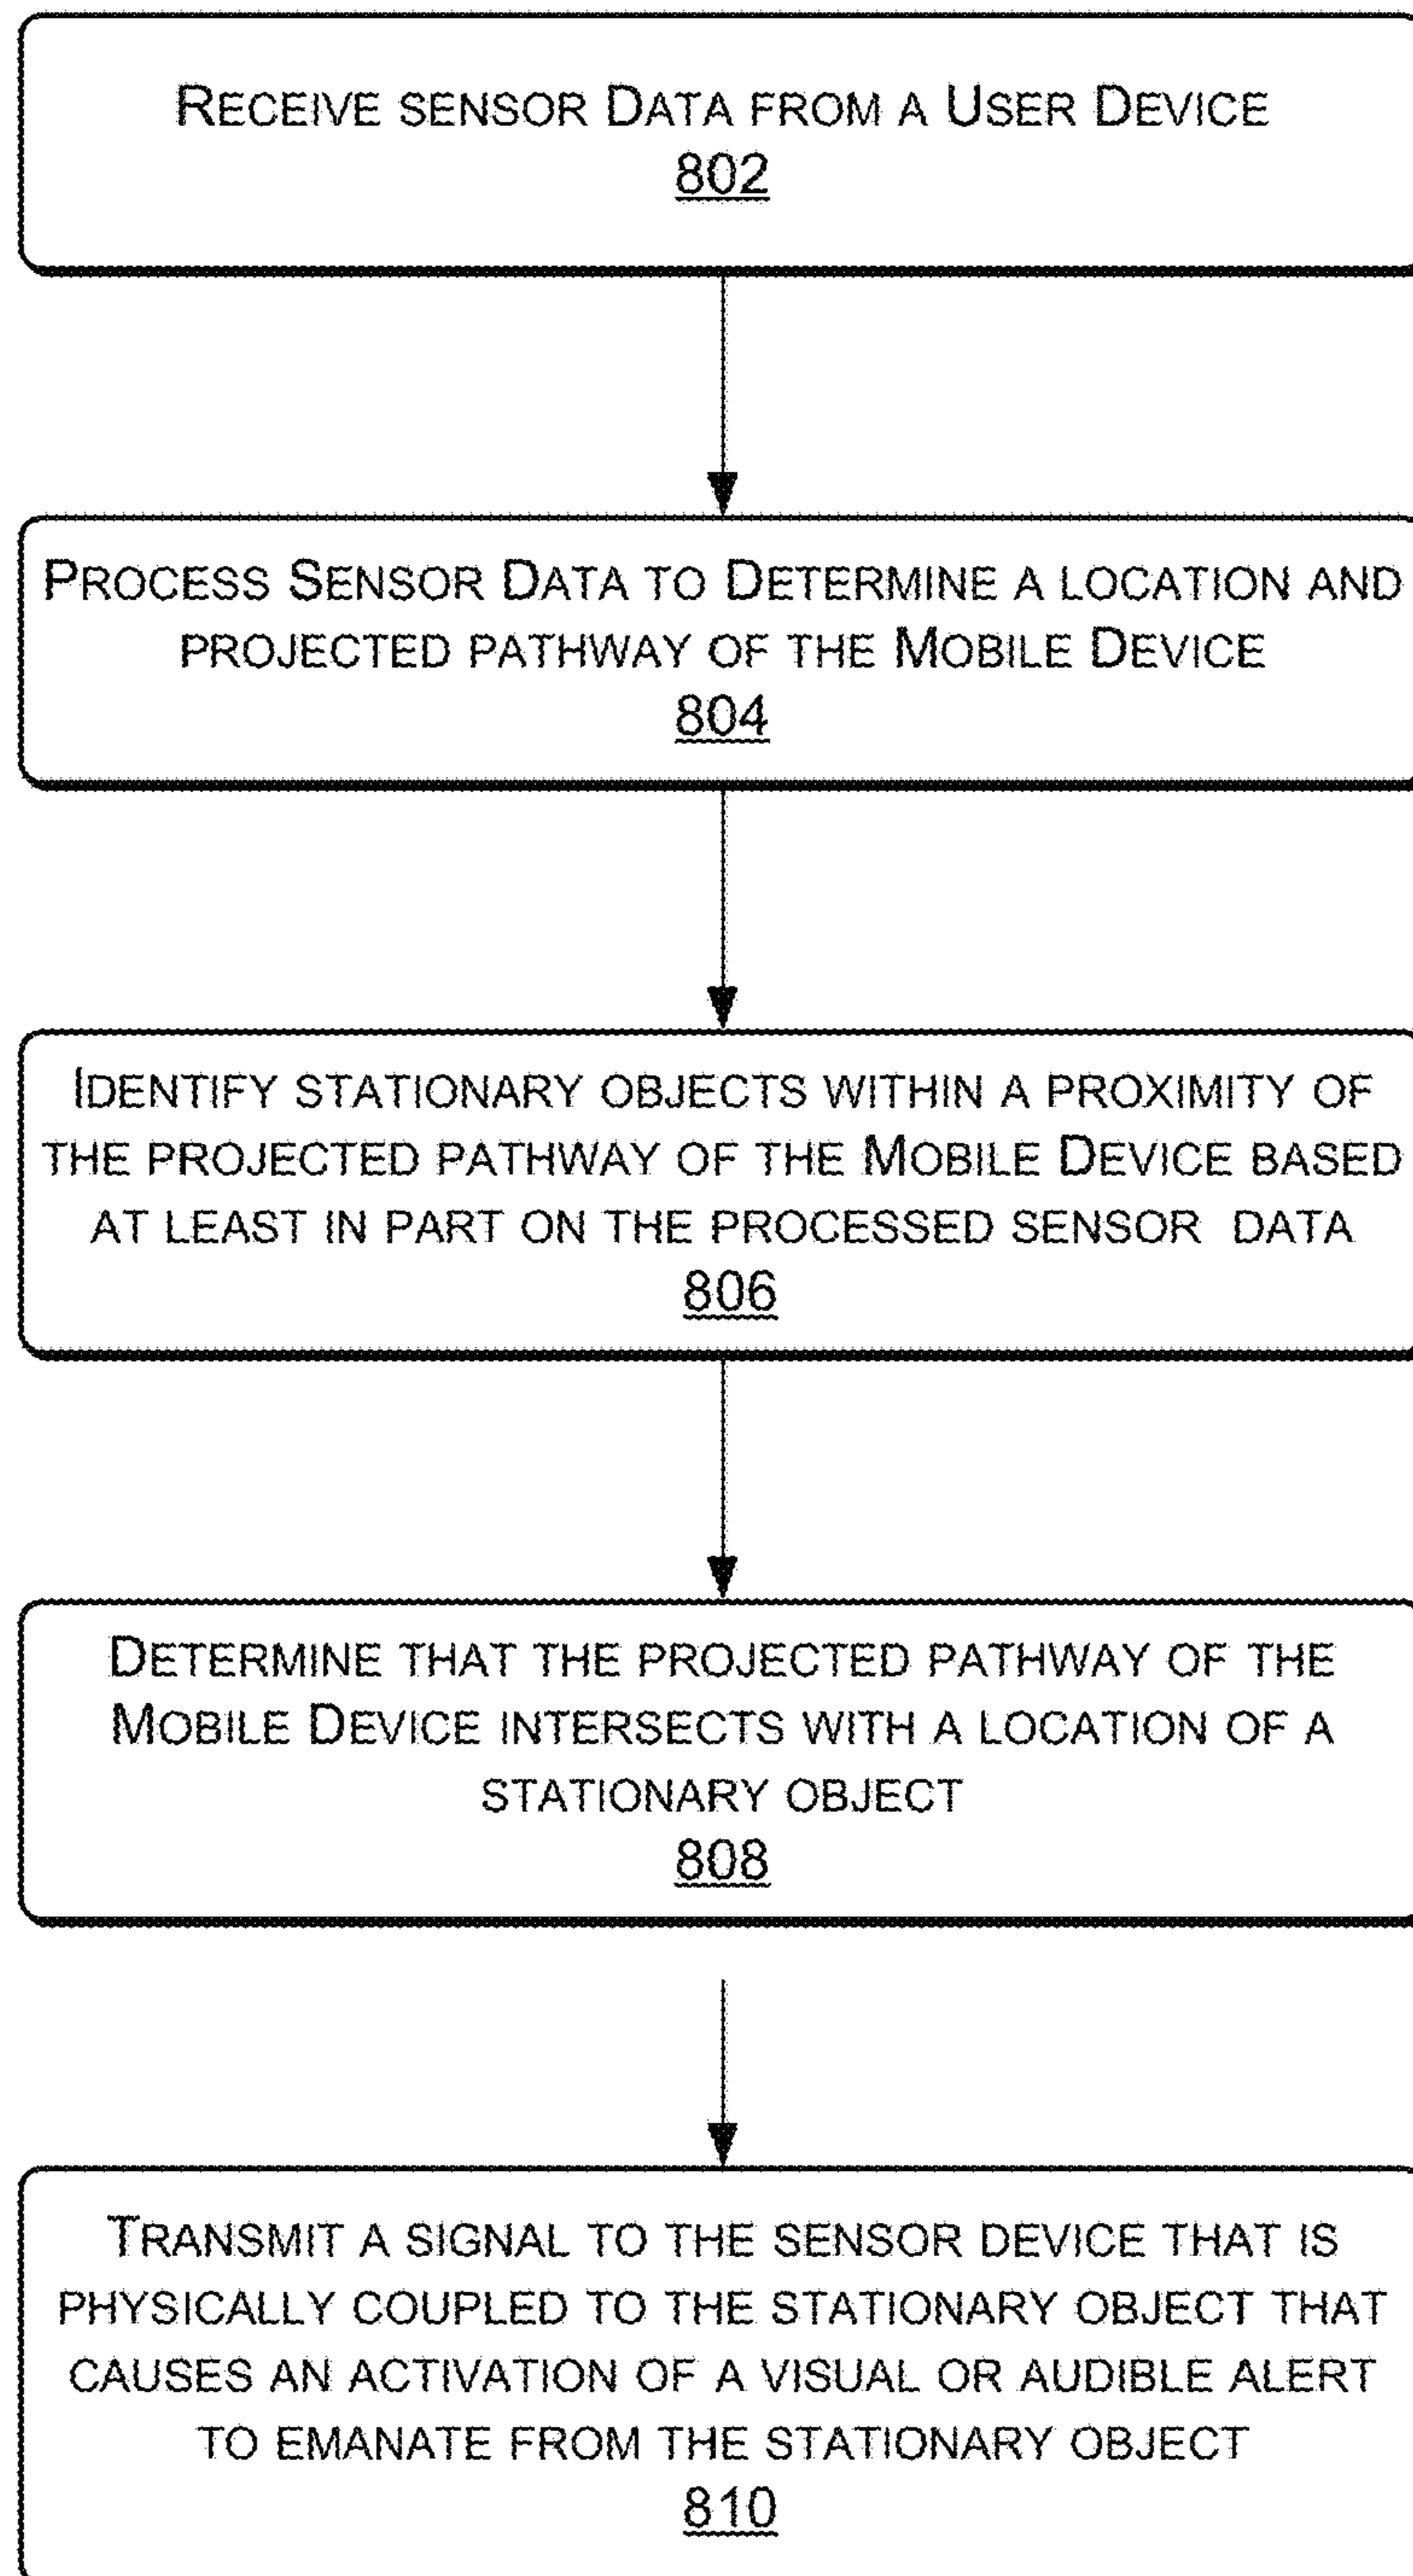 RECEIVE SENSOR DATA FROM A USER DEVICE
802
PROCESS SENSOR DATA TO DETERMINE A LOCATION AND
PROJECTED PATHWAY OF THE MOBILE DEVICE
804
IDENTIFY STATIONARY OBJECTS WITHIN A PROXIMITY OF
THE PROJECTED PATHWAY OF THE MOBILE DEVICE BASED
AT LEAST IN PART ON THE PROCESSED SENSOR DATA
806
DETERMINE THAT THE PROJECTED PATHWAY OF THE
MOBILE DEVICE INTERSECTS WITH A LOCATION OF A
STATIONARY OBJECT
808
TRANSMIT A SIGNAL TO THE SENSOR DEVICE THAT IS
PHYSICALLY COUPLED TO THE STATIONARY OBJECT THAT
CAUSES AN ACTIVATION OF A VISUAL OR AUDIBLE ALERT
TO EMANATE FROM THE STATIONARY OBJECT
810